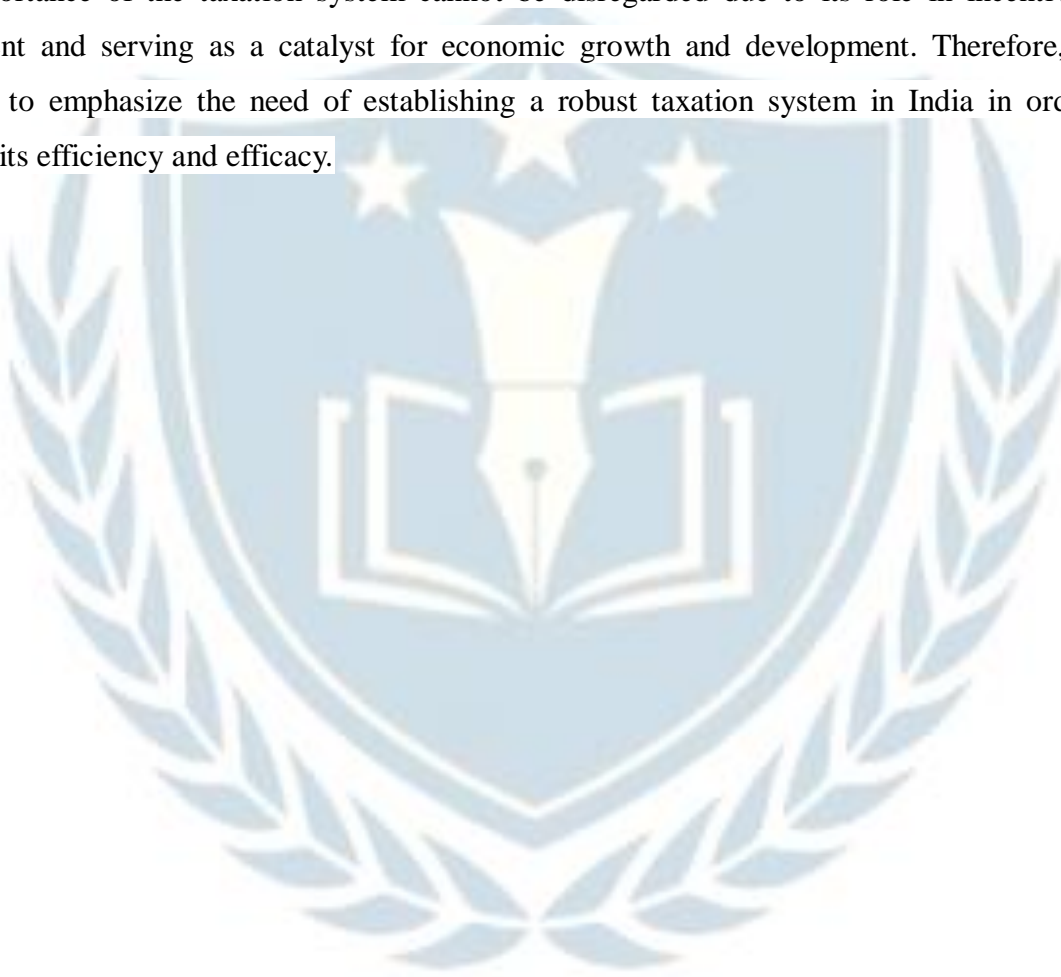 of the taxation system cannot be disregarded due to its role in
and serving as a catalyst for economic growth and development. Therefore,
to emphasize the need of establishing a robust taxation system in India in
its efficiency and efficacy.